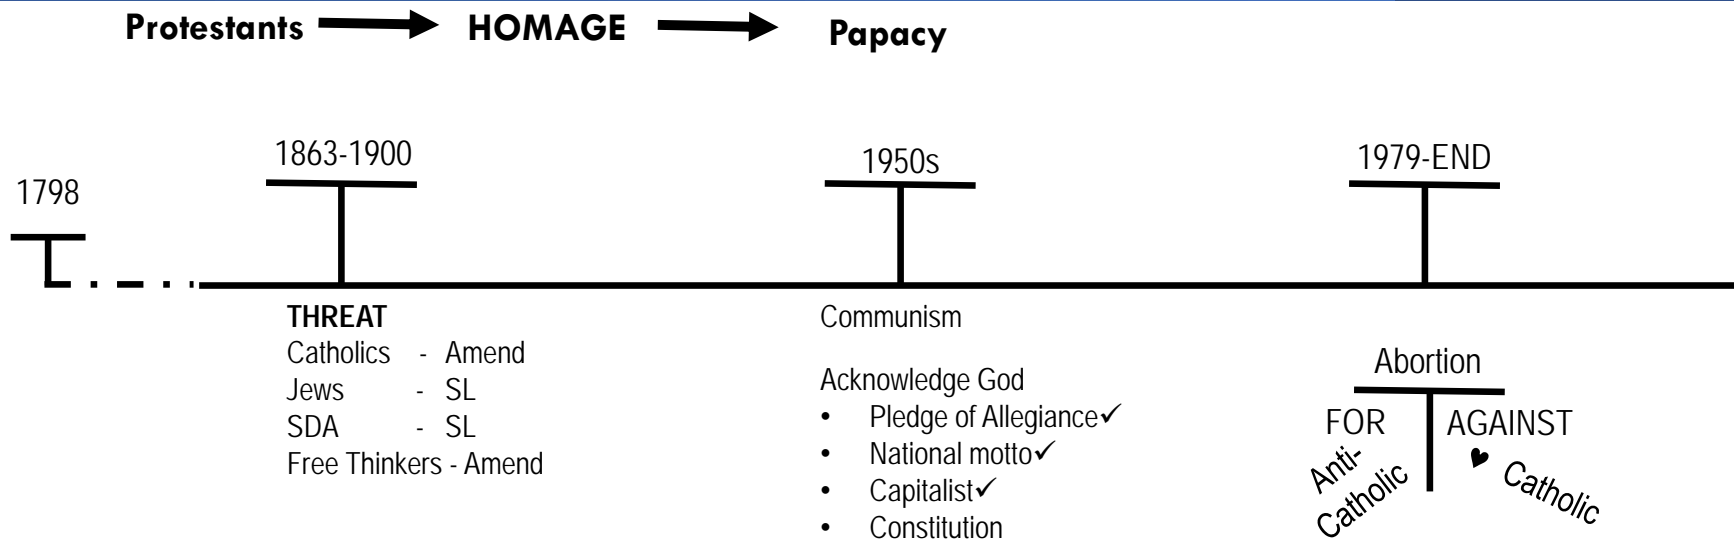 Protestants HOMAGE Papacy
1798
1863-1900
1950s
1979-END
THREAT
Catholics - Amend
Jews - SL
SDA - SL
Free Thinkers - Amend
Communism
Acknowledge God
• Pledge of Allegiance✓
• National motto✓
• Capitalist✓
• Constitution
Abortion
FOR
Anti-
Catholic
AGAINST
♥ Catholic